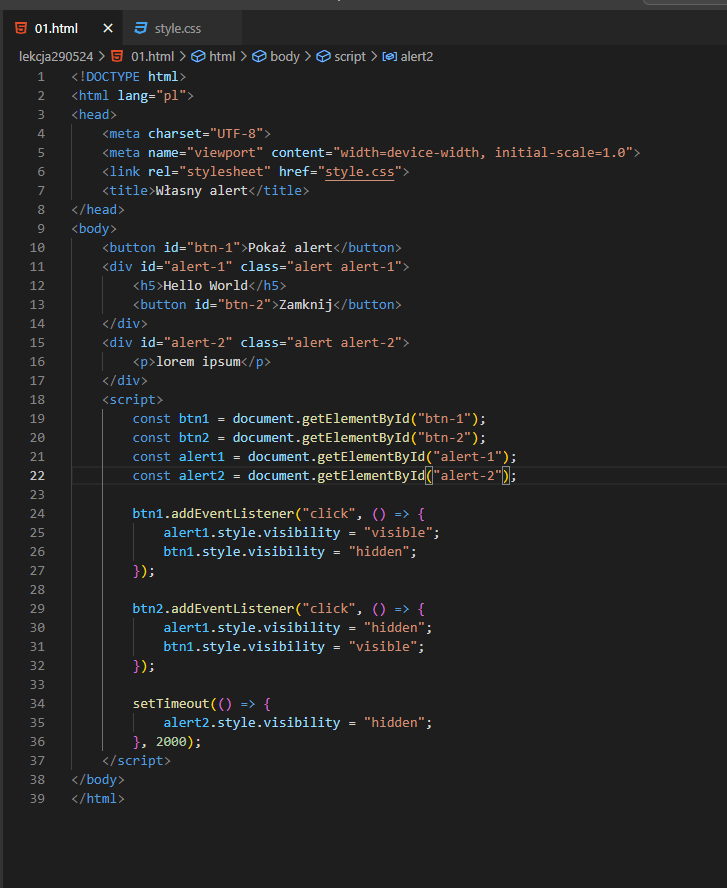 01.html
style.css
lekcja290524 > 01.html > html > body > script > alert2
1 <!DOCTYPE html>
2 <html lang="pl">
3 <head>
4     <meta charset="UTF-8">
5     <meta name="viewport" content="width=device-width, initial-scale=1.0">
6     <link rel="stylesheet" href="style.css">
7     <title>Własny alert</title>
8 </head>
9 <body>
10     <button id="btn-1">Pokaż alert</button>
11     <div id="alert-1" class="alert alert-1">
12         <h5>Hello World</h5>
13         <button id="btn-2">Zamknij</button>
14     </div>
15     <div id="alert-2" class="alert alert-2">
16         <p>lorem ipsum</p>
17     </div>
18     <script>
19         const btn1 = document.getElementById("btn-1");
20         const btn2 = document.getElementById("btn-2");
21         const alert1 = document.getElementById("alert-1");
22         const alert2 = document.getElementById("alert-2");
23
24         btn1.addEventListener("click", () => {
25             alert1.style.visibility = "visible";
26             btn1.style.visibility = "hidden";
27         });
28
29         btn2.addEventListener("click", () => {
30             alert1.style.visibility = "hidden";
31             btn1.style.visibility = "visible";
32         });
33
34         setTimeout(() => {
35             alert2.style.visibility = "hidden";
36         }, 2000);
37     </script>
38 </body>
39 </html>